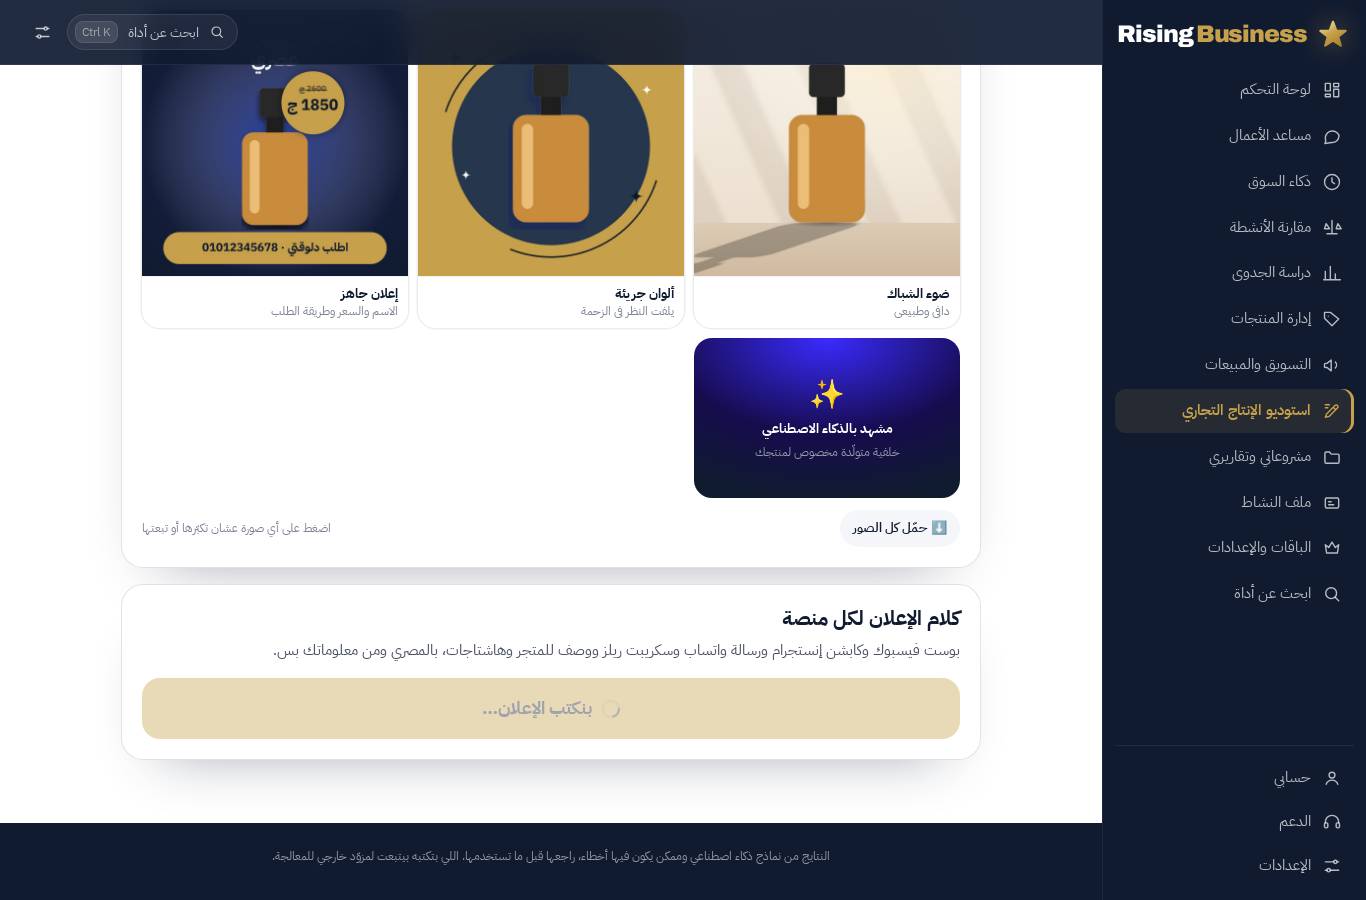 RisingBusiness
لوحة التحكم
مساعد الأعمال
ذكاء السوق
مقارنة الأنشطة
دراسة الجدوى
إدارة المنتجات
التسويق والمبيعات
استوديو الإنتاج التجاري
مشروعاتي وتقاريري
ملف النشاط
الباقات والإعدادات
ابحث عن أداة
حسابي
الدعم
الإعدادات
ابحث عن أداة Ctrl K
2600 ج
1850 ج
اطلب دلوقتي · 01012345678
ضوء الشباك
دافي وطبيعي
ألوان جريئة
يلفت النظر في الزحمة
إعلان جاهز
الاسم والسعر وطريقة الطلب
مشهد بالذكاء الاصطناعي
خلفية متولّدة مخصوص لمنتجك
حمّل كل الصور
اضغط على أي صورة عشان تكبّرها أو تبعتها
كلام الإعلان لكل منصة
بوست فيسبوك وكابشن إنستجرام ورسالة واتساب وسكريبت ريلز ووصف للمتجر وهاشتاجات، بالمصري ومن معلوماتك بس.
بنكتب الإعلان...
النتايج من نماذج ذكاء اصطناعي وممكن يكون فيها أخطاء، راجعها قبل ما تستخدمها. اللي بتكتبه بيتبعت لمزوّد خارجي للمعالجة.